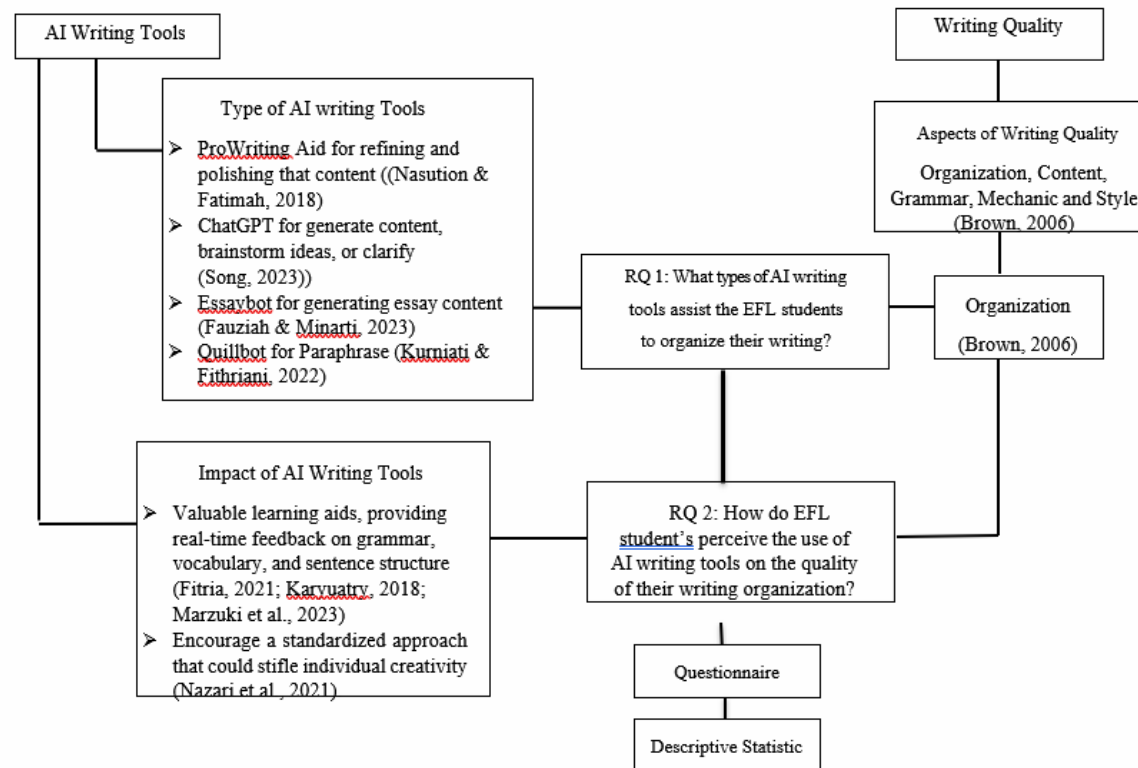 AI Writing Tools
Writing Quality
Type of AI writing Tools
➤ ProWriting Aid for refining and
polishing that content ((Nasution &
Fatimah, 2018)
➤ ChatGPT for generate content,
brainstorm ideas, or clarify
(Song, 2023))
➤ Essaybot for generating essay content
(Fauziah & Minarti, 2023)
➤ Quillbot for Paraphrase (Kurniati &
Fithriani, 2022)
Aspects of Writing Quality
Organization, Content,
Grammar, Mechanic and Style
(Brown, 2006)
RQ 1: What types of AI writing
tools assist the EFL students
to organize their writing?
Organization
(Brown, 2006)
Impact of AI Writing Tools
➤ Valuable learning aids, providing
real-time feedback on grammar,
vocabulary, and sentence structure
(Fitria, 2021; Karyuatry, 2018;
Marzuki et al., 2023)
➤ Encourage a standardized approach
that could stifle individual creativity
(Nazari et al., 2021)
RQ 2: How do EFL
student’s perceive the use of
AI writing tools on the quality
of their writing organization?
Questionnaire
Descriptive Statistic